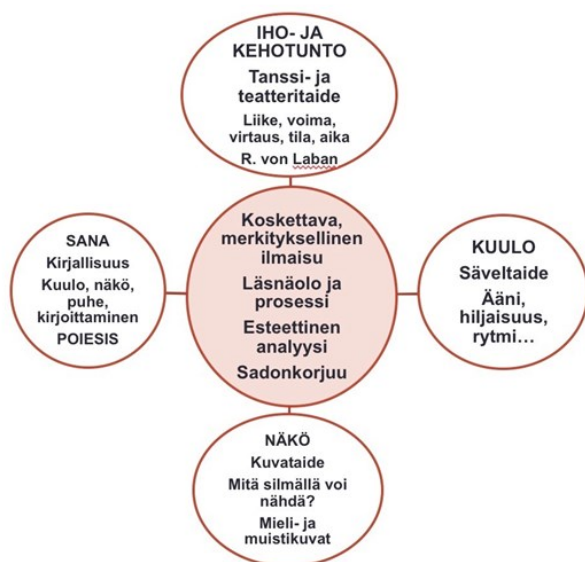 IHO- JA
KEHOTUNTO
Tanssi- ja
teatteritaide
Liike, voima,
virtaus, tila, aika
R. von Laban
SANA
Kirjallisuus
Kuulo, näkö,
puhe,
kirjoittaminen
POIESIS
Koskettava,
merkityksellinen
ilmaisu
Läsnäolo ja
prosessi
Esteettinen
analyysi
Sadonkorjuu
KUULO
Säveltaide
Ääni,
hiljaisuus,
rytmi…
NÄKÖ
Kuvataide
Mitä silmällä voi
nähdä?
Mieli- ja
muistikuvat